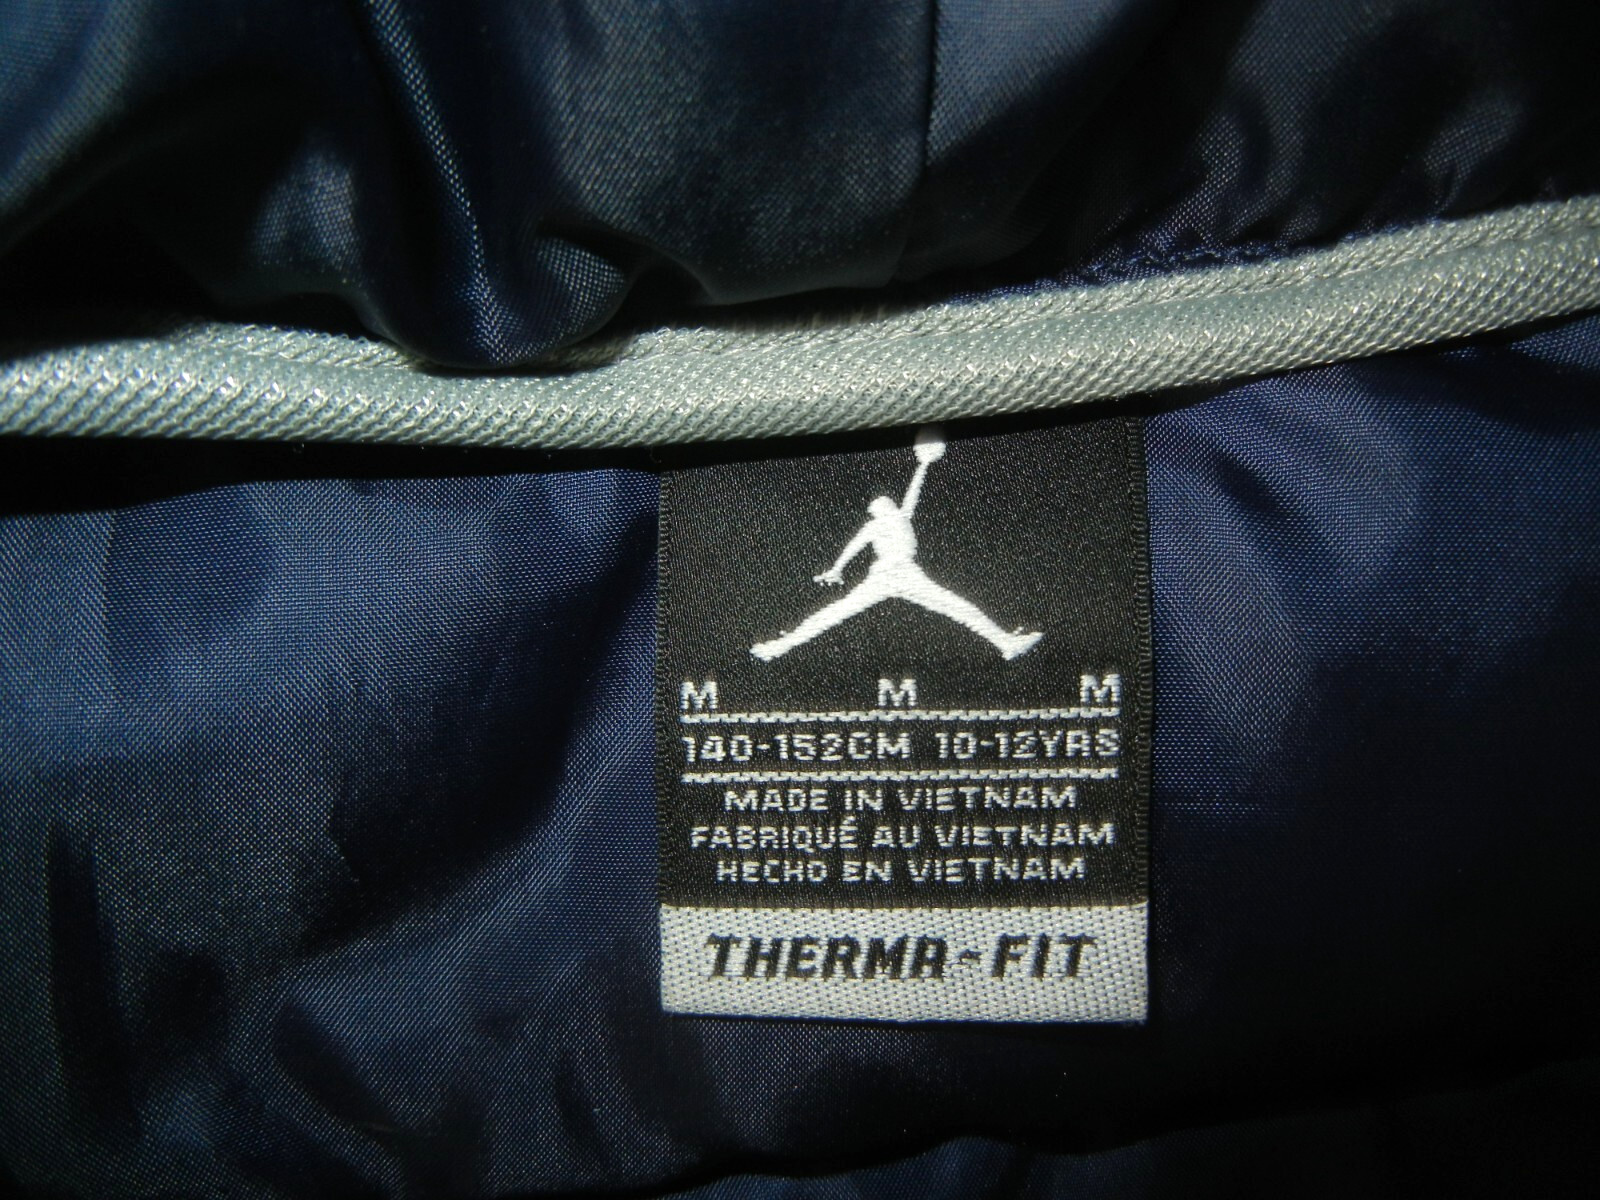 M M M
140-152CM 10-12YRS
MADE IN VIETNAM
FABRIQUÉ AU VIETNAM
HECHO EN VIETNAM
THERMA-FIT